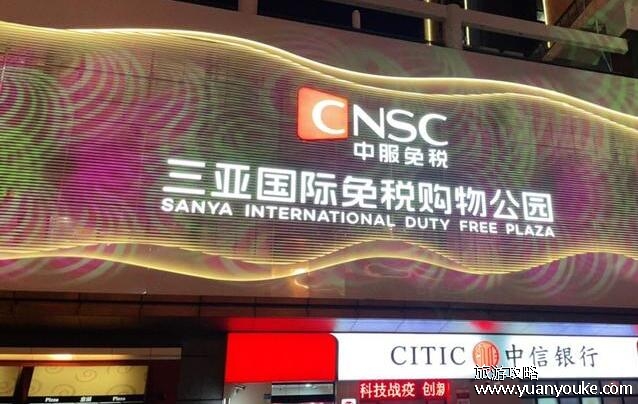 CNSC
中服免税
三亚国际免税购物公园
SANYA INTERNATIONAL DUTY FREE PLAZA
CITIC 中信银行
科技战疫 创新
旅游攻略
www.yuanyouke.com
Plaza
Plaza